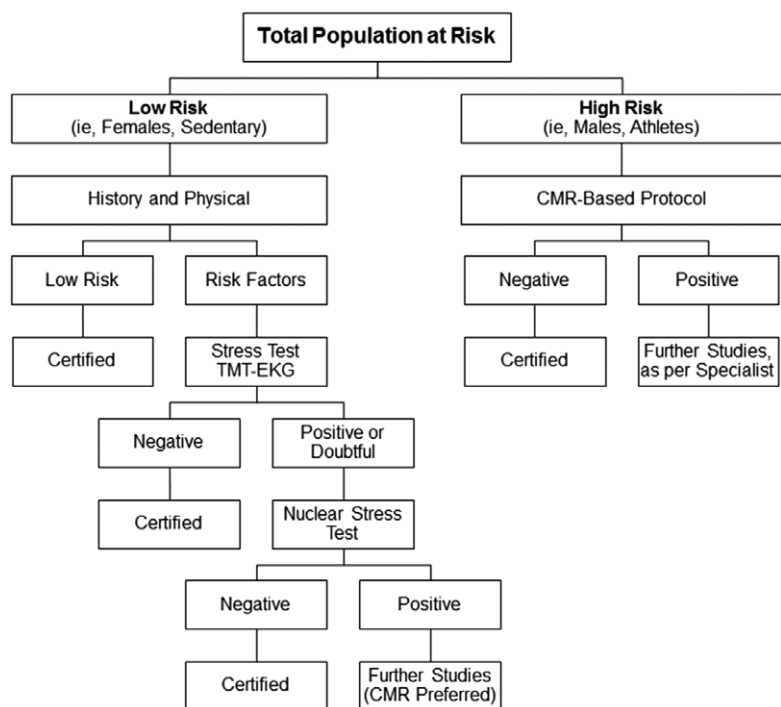 Total Population at Risk
Low Risk
(ie, Females, Sedentary)
High Risk
(ie, Males, Athletes)
History and Physical
CMR-Based Protocol
Low Risk
Risk Factors
Negative
Positive
Certified
Stress Test
TMT-EKG
Certified
Further Studies,
as per Specialist
Negative
Positive or
Doubtful
Certified
Nuclear Stress
Test
Negative
Positive
Certified
Further Studies
(CMR Preferred)